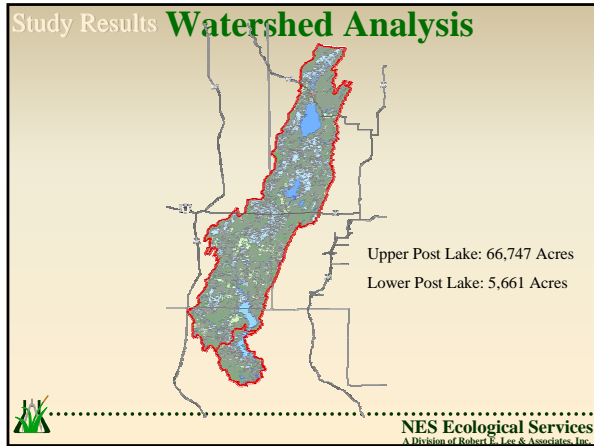 Study Results Watershed Analysis
Upper Post Lake: 66,747 Acres
Lower Post Lake: 5,661 Acres
NES Ecological Services
A Division of Robert E. Lee & Associates, Inc.